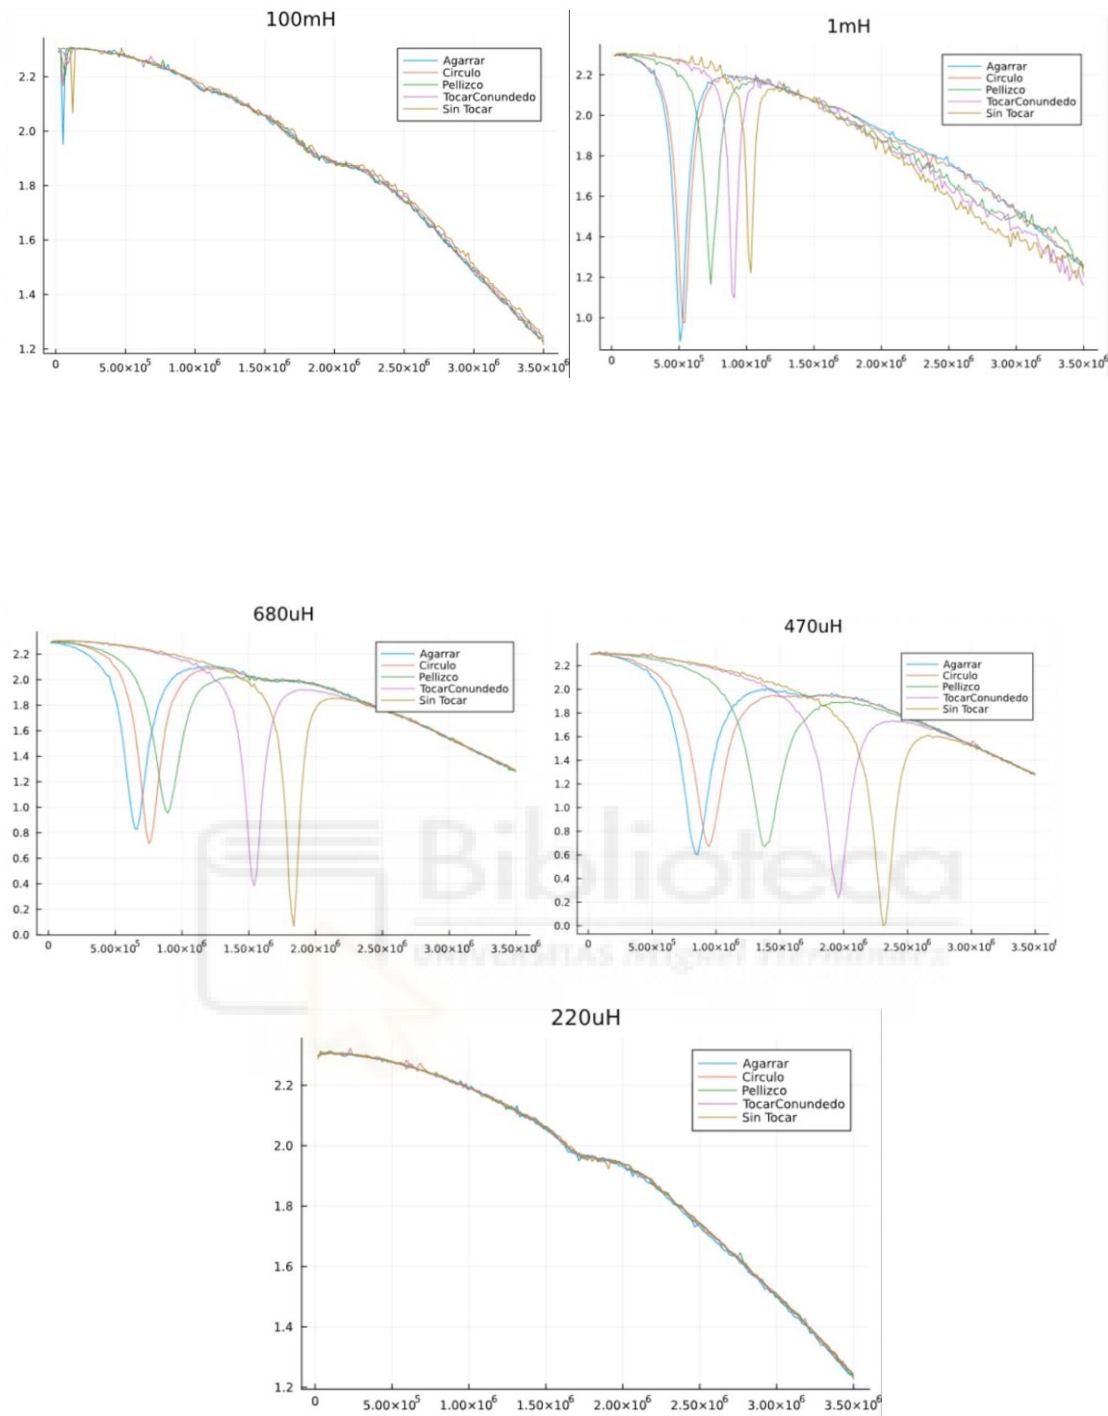 100mH
2.2
2.0
1.8
1.6
1.4
1.2
0 5.00×10⁵ 1.00×10⁶ 1.50×10⁶ 2.00×10⁶ 2.50×10⁶ 3.00×10⁶ 3.50×10⁶
Agarrar
Circulo
Pellizco
TocarConundedo
Sin Tocar
1mH
2.2
2.0
1.8
1.6
1.4
1.2
1.0
0 5.00×10⁵ 1.00×10⁶ 1.50×10⁶ 2.00×10⁶ 2.50×10⁶ 3.00×10⁶ 3.50×10⁶
Agarrar
Circulo
Pellizco
TocarConundedo
Sin Tocar
680uH
2.2
2.0
1.8
1.6
1.4
1.2
1.0
0.8
0.6
0.4
0.2
0.0
0 5.00×10⁵ 1.00×10⁶ 1.50×10⁶ 2.00×10⁶ 2.50×10⁶ 3.00×10⁶ 3.50×10⁶
Agarrar
Circulo
Pellizco
TocarConundedo
Sin Tocar
470uH
2.2
2.0
1.8
1.6
1.4
1.2
1.0
0.8
0.6
0.4
0.2
0.0
0 5.00×10⁵ 1.00×10⁶ 1.50×10⁶ 2.00×10⁶ 2.50×10⁶ 3.00×10⁶ 3.50×10⁶
Agarrar
Circulo
Pellizco
TocarConundedo
Sin Tocar
Biblioteca
UNIVERSITAS Miguel Hernández
220uH
2.2
2.0
1.8
1.6
1.4
1.2
0 5.00×10⁵ 1.00×10⁶ 1.50×10⁶ 2.00×10⁶ 2.50×10⁶ 3.00×10⁶ 3.50×10⁶
Agarrar
Circulo
Pellizco
TocarConundedo
Sin Tocar